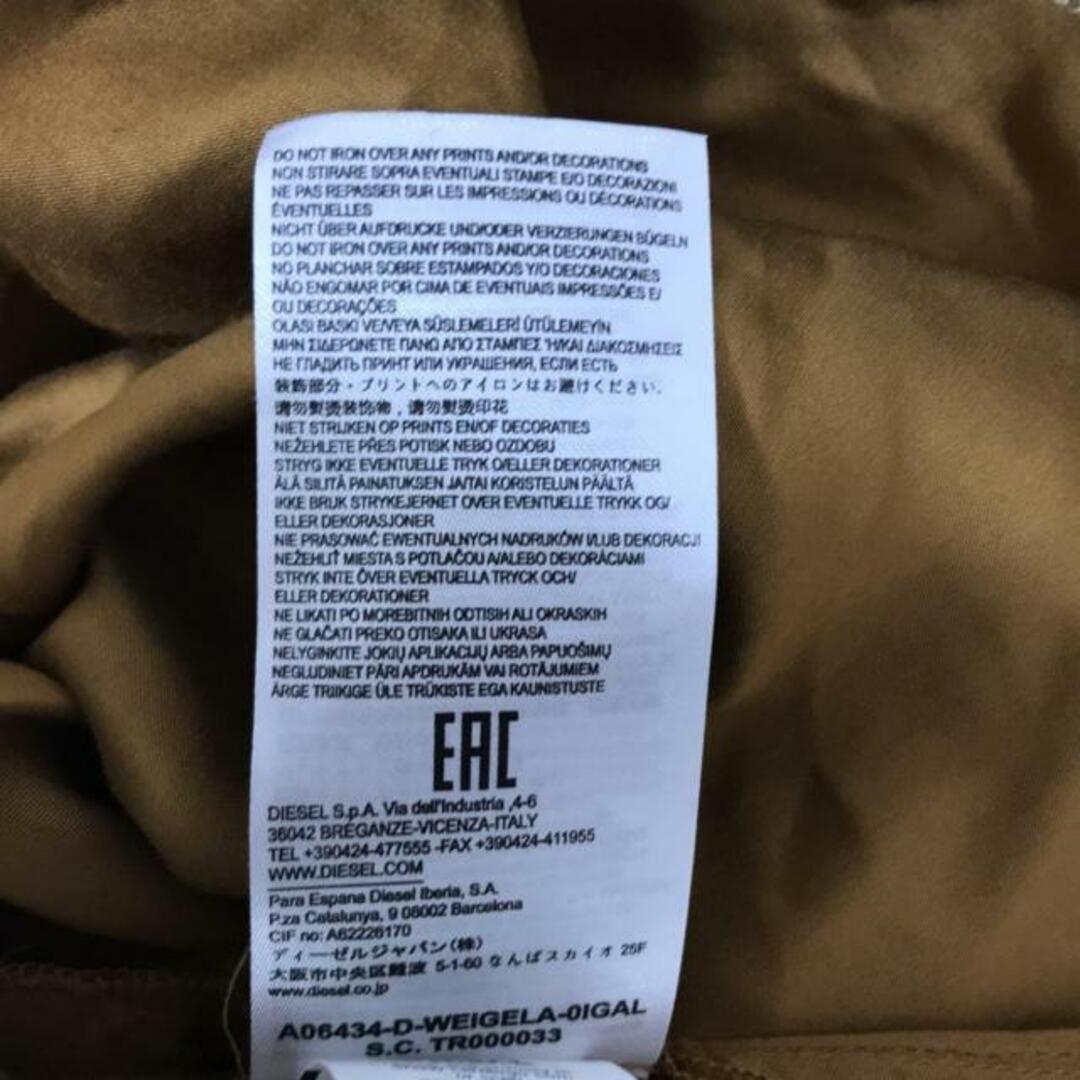 DO NOT IRON OVER ANY PRINTS AND/OR DECORATIONS
NON STIRARE SOPRA EVENTUALI STAMPE E/O DECORAZIONI
NE PAS REPASSER SUR LES IMPRESSIONS OU DÉCORATIONS
ÉVENTUELLES
NICHT ÜBER AUFDRUCKE UND/ODER VERZIERUNGEN BÜGELN
DO NOT IRON OVER ANY PRINTS AND/OR DECORATIONS
NO PLANCHAR SOBRE ESTAMPADOS Y/O DECORACIONES
NÃO ENGOMAR POR CIMA DE EVENTUAIS IMPRESSÕES E/
OU DECORAÇÕES
OLASI BASKI VE/VEYA SÜSLEMELERİ ÜTÜLEMEYİN
ΜΗΝ ΣΙΔΕΡΩΝΕΤΕ ΠΑΝΩ ΑΠΟ ΣΤΑΜΠΕΣ Ή/ΚΑΙ ΔΙΑΚΟΣΜΗΣΕΙΣ
НЕ ГЛАДИТЬ ПРИНТ ИЛИ УКРАШЕНИЯ, ЕСЛИ ЕСТЬ
装飾部分・プリントへのアイロンはお避けください。
请勿熨烫装饰物，请勿熨烫印花
NIET STRIJKEN OP PRINTS EN/OF DECORATIES
NEŽEHLETE PŘES POTISK NEBO OZDOBU
STRYG IKKE EVENTUELLE TRYK O/ELLER DEKORATIONER
ÄLÄ SILITÄ PAINATUKSEN JA/TAI KORISTELUN PÄÄLTÄ
IKKE BRUK STRYKEJERNET OVER EVENTUELLE TRYKK OG/
ELLER DEKORASJONER
NIE PRASOWAĆ EWENTUALNYCH NADRUKÓW I/LUB DEKORACJI
NEŽEHLIŤ MIESTA S POTLAČOU A/ALEBO DEKORÁCIAMI
STRYK INTE ÖVER EVENTUELLA TRYCK OCH/
ELLER DEKORATIONER
NE LIKATI PO MOREBITNIH ODTISIH ALI OKRASKIH
NE GLAČATI PREKO OTISAKA ILI UKRASA
NELYGINKITE JOKIŲ APLIKACIJŲ ARBA PAPUOŠIMŲ
NEGLUDINIET PĀRI APDRUKĀM VAI ROTĀJUMIEM
ÄRGE TRIIKIGE ÜLE TRÜKISTE EGA KAUNISTUSTE
EAC
DIESEL S.p.A. Via dell'Industria ,4-6
36042 BREGANZE-VICENZA-ITALY
TEL +390424-477555 -FAX +390424-411955
WWW.DIESEL.COM
Para Espana Diesel Iberia, S.A.
P.za Catalunya, 9 08002 Barcelona
CIF no: A62226170
ディーゼルジャパン(株)
大阪市中央区難波 5-1-60 なんばスカイオ 25F
www.diesel.co.jp
A06434-D-WEIGELA-0IGAL
S.C. TR000033